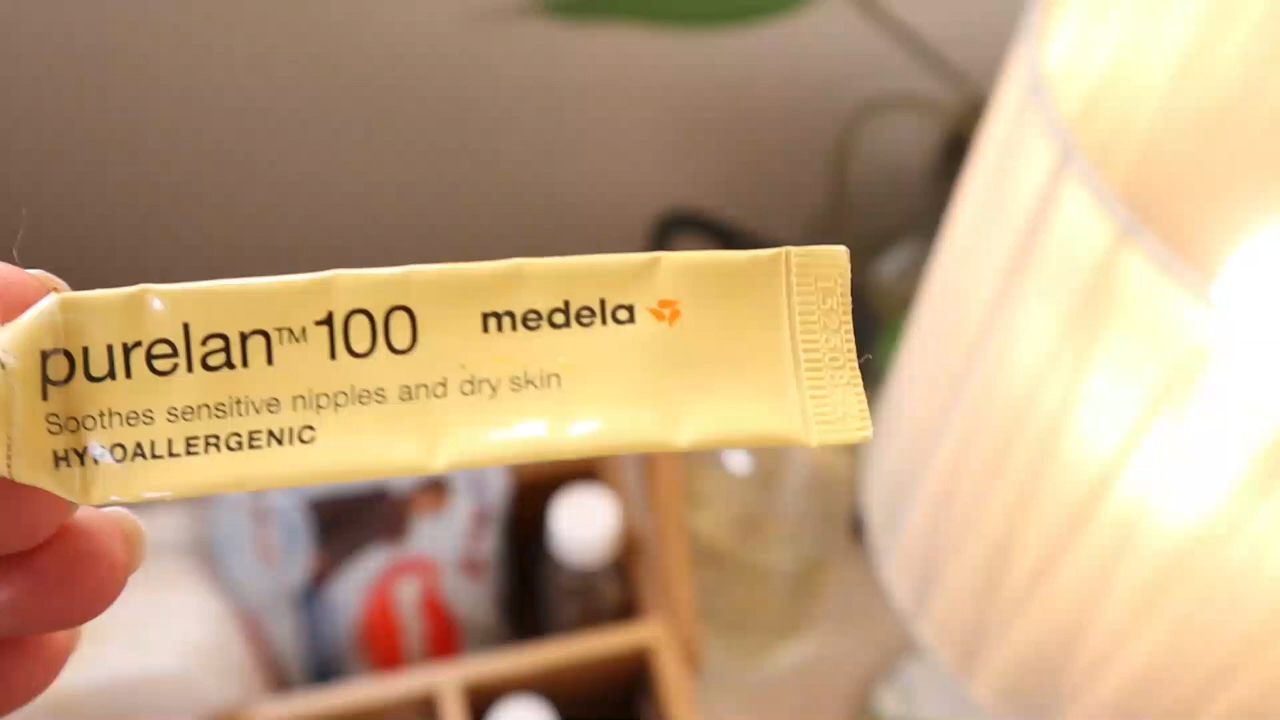 purelan™100
medela
Soothes sensitive nipples and dry skin
HYPOALLERGENIC